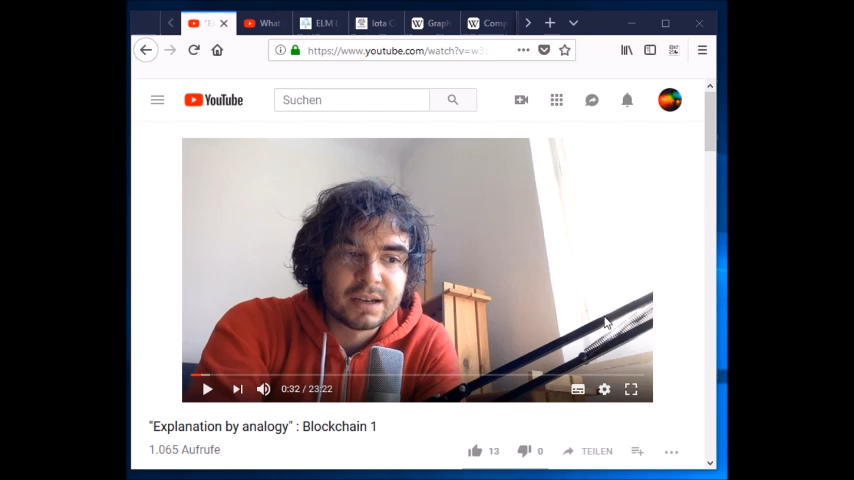 "E
What
ELM
Iota C
Graph
Comp
https://www.youtube.com/watch?v=w3
YouTube
Suchen
0:32 / 23:22
"Explanation by analogy" : Blockchain 1
1.065 Aufrufe
13
0
TEILEN